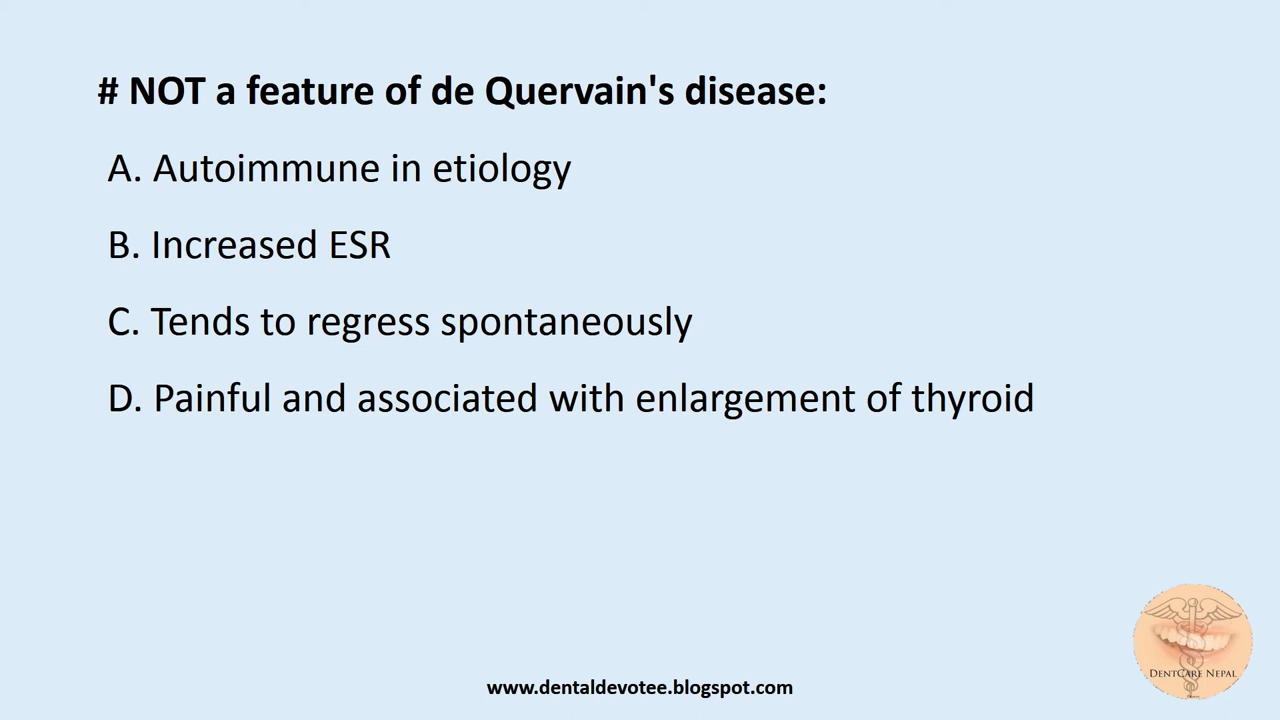 # NOT a feature of de Quervain's disease:
A. Autoimmune in etiology
B. Increased ESR
C. Tends to regress spontaneously
D. Painful and associated with enlargement of thyroid
DENTCARE NEPAL
www.dentaldevotee.blogspot.com